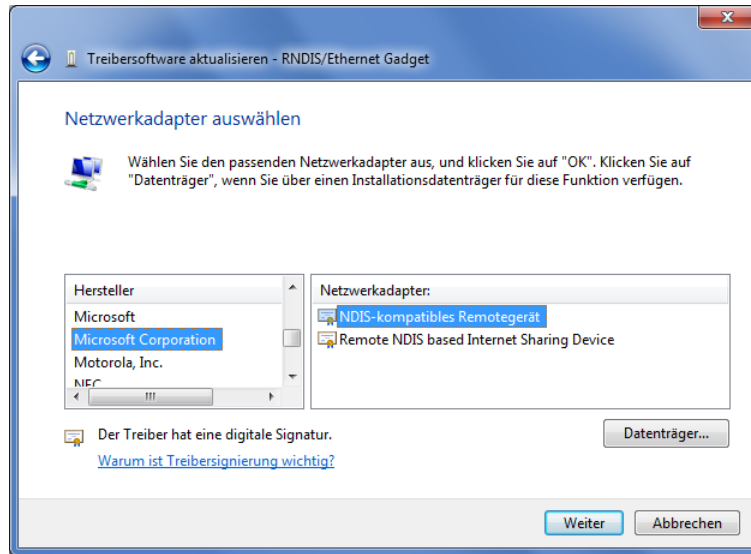 Treibersoftware aktualisieren - RNDIS/Ethernet Gadget
Netzwerkadapter auswählen
Wählen Sie den passenden Netzwerkadapter aus, und klicken Sie auf "OK". Klicken Sie auf
"Datenträger", wenn Sie über einen Installationsdatenträger für diese Funktion verfügen.
Hersteller
Microsoft
Microsoft Corporation
Motorola, Inc.
NEC
Netzwerkadapter:
NDIS-kompatibles Remotegerät
Remote NDIS based Internet Sharing Device
Der Treiber hat eine digitale Signatur.
Warum ist Treibersignierung wichtig?
Datenträger...
Weiter
Abbrechen